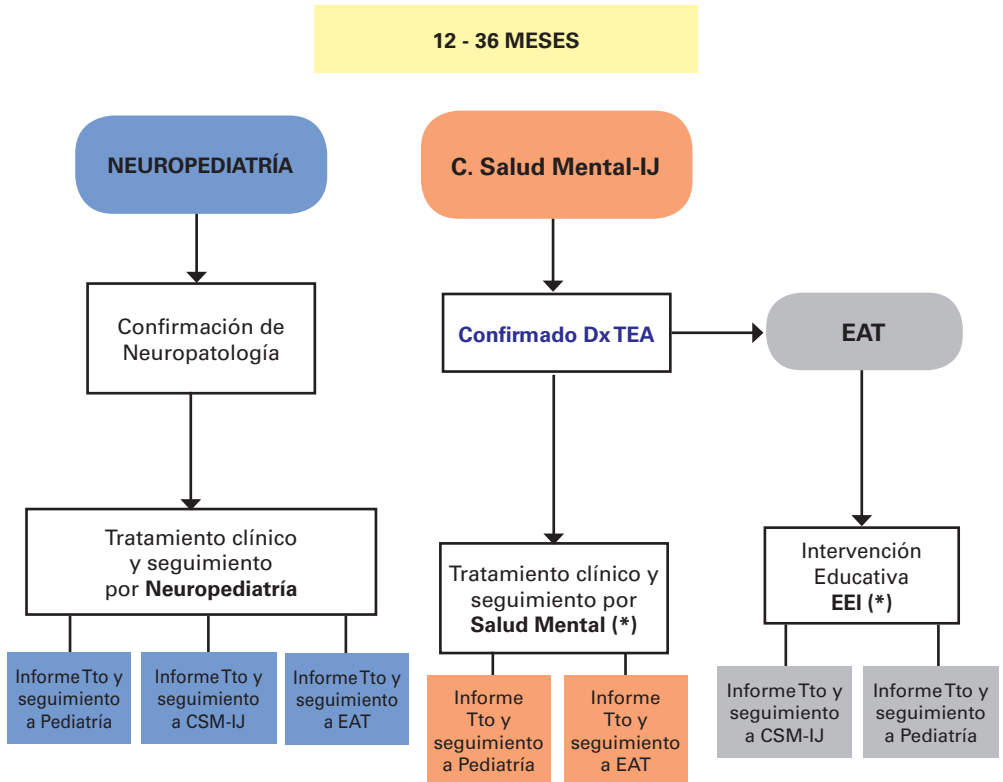 12 - 36 MESES
NEUROPEDIATRÍA
C. Salud Mental-IJ
Confirmación de
Neuropatología
Confirmado Dx TEA
EAT
Tratamiento clínico
y seguimiento
por Neuropediatría
Tratamiento clínico y
seguimiento por
Salud Mental (*)
Intervención
Educativa
EEI (*)
Informe Tto y
seguimiento
a Pediatría
Informe Tto y
seguimiento
a CSM-IJ
Informe Tto y
seguimiento
a EAT
Informe
Tto y
seguimiento
a Pediatría
Informe
Tto y
seguimiento
a EAT
Informe Tto y
seguimiento
a CSM-IJ
Informe Tto y
seguimiento
a Pediatría